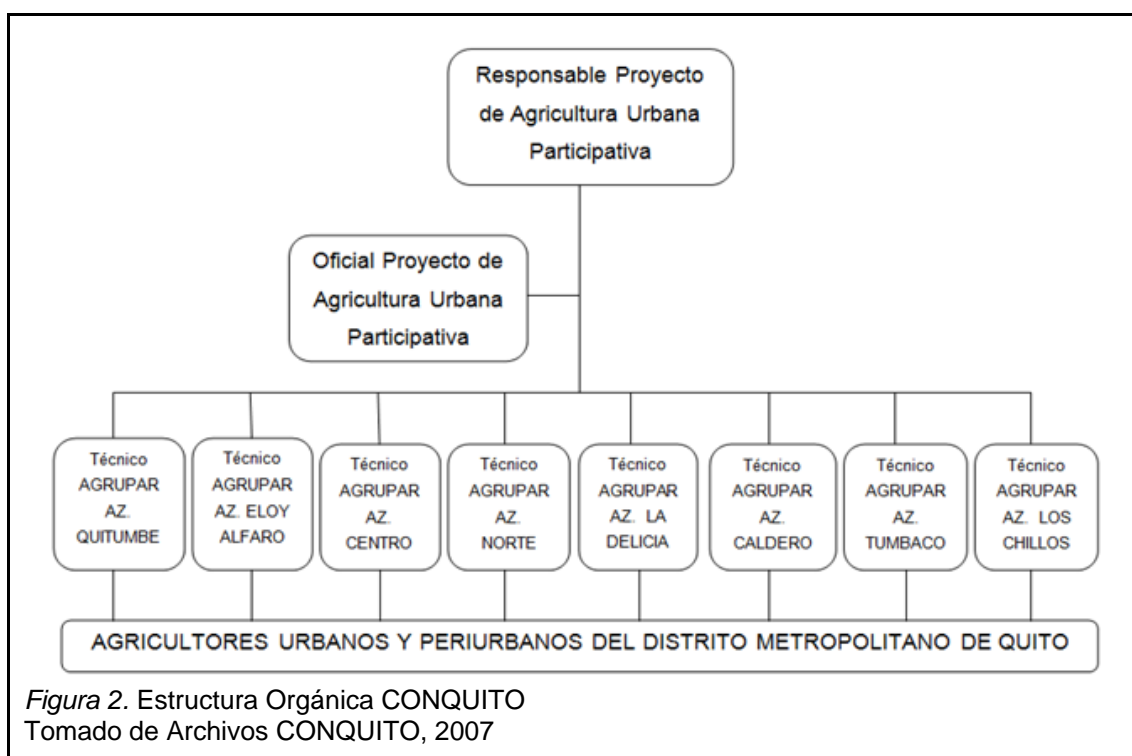 Responsable Proyecto
de Agricultura Urbana
Participativa
Oficial Proyecto de
Agricultura Urbana
Participativa
Técnico
AGRUPAR
AZ.
QUITUMBE
Técnico
AGRUPAR
AZ. ELOY
ALFARO
Técnico
AGRUPAR
AZ.
CENTRO
Técnico
AGRUPAR
AZ.
NORTE
Técnico
AGRUPAR
AZ. LA
DELICIA
Técnico
AGRUPAR
AZ.
CALDERO
Técnico
AGRUPAR
AZ.
TUMBACO
Técnico
AGRUPAR
AZ. LOS
CHILLOS
AGRICULTORES URBANOS Y PERIURBANOS DEL DISTRITO METROPOLITANO DE QUITO
Figura 2. Estructura Orgánica CONQUITO
Tomado de Archivos CONQUITO, 2007